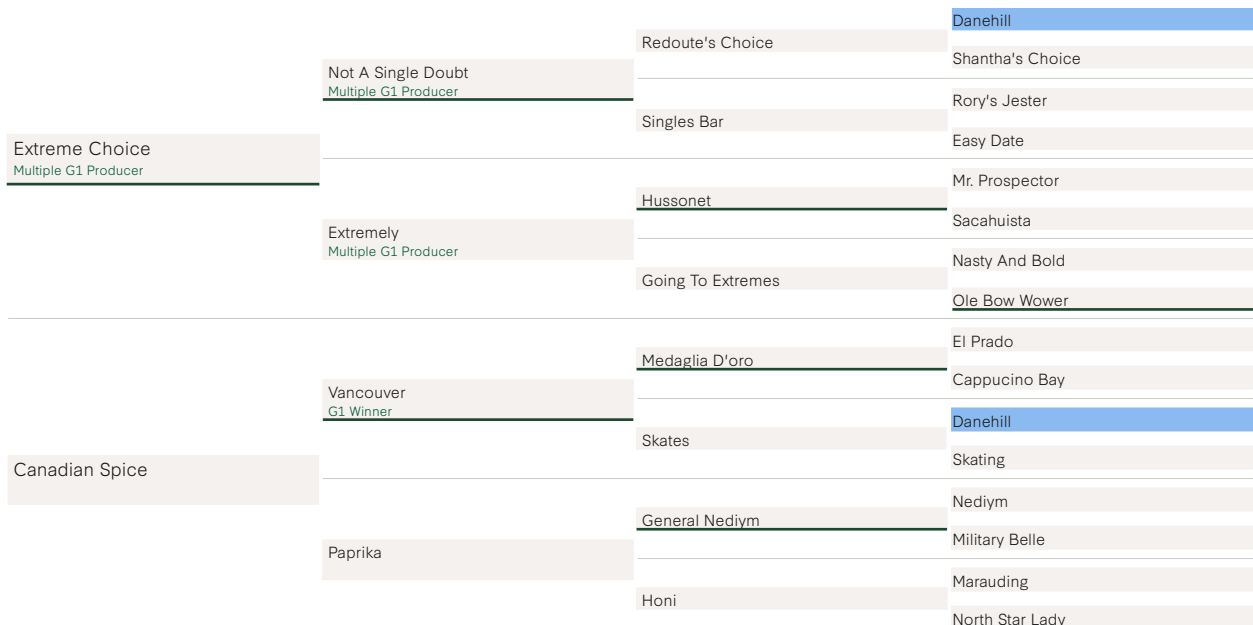 Extreme Choice
Multiple G1 Producer
Canadian Spice
Not A Single Doubt
Multiple G1 Producer
Extremely
Multiple G1 Producer
Vancouver
G1 Winner
Paprika
Redoute's Choice
Singles Bar
Hussonet
Going To Extremes
Medaglia D'oro
Skates
General Nediym
Honi
Danehill
Shantha's Choice
Rory's Jester
Easy Date
Mr. Prospector
Sacahuista
Nasty And Bold
Ole Bow Wower
El Prado
Cappucino Bay
Danehill
Skating
Nediym
Military Belle
Marauding
North Star Lady